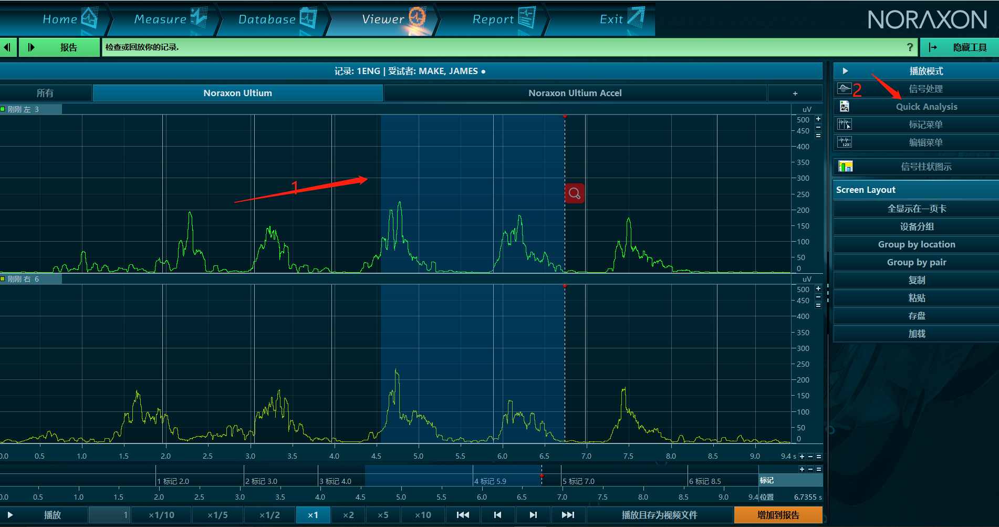 Home
Measure
Database
Viewer
Report
Exit
NORAXON
报告
检查或回放你的记录.
?
隐藏工具
记录: 1ENG | 受试者: MAKE, JAMES ●
播放模式
所有
Noraxon Ultium
Noraxon Ultium Accel
+
2
信号处理
Quick Analysis
标记菜单
编辑菜单
信号柱状图示
Screen Layout
全显示在一页卡
设备分组
Group by location
Group by pair
复制
粘贴
存盘
加载
刚刚 左 3
uV
500
450
400
350
300
250
200
150
100
50
0
1
刚刚 右 6
uV
500
450
400
350
300
250
200
150
100
50
0
0.0 0.5 1.0 1.5 2.0 2.5 3.0 3.5 4.0 4.5 5.0 5.5 6.0 6.5 7.0 7.5 8.0 8.5 9.0 9.4 s
1 标记 2.0
2 标记 3.0
3 标记 4.0
4 标记 5.9
5 标记 7.0
6 标记 8.5
标记
0.0 0.5 1.0 1.5 2.0 2.5 3.0 3.5 4.0 4.5 5.0 5.5 6.0 6.5 7.0 7.5 8.0 8.5 9.0 9.4
位置 6.7355 s
播放
1
×1/10
×1/5
×1/2
×1
×2
×5
×10
播放且存为视频文件
增加到报告